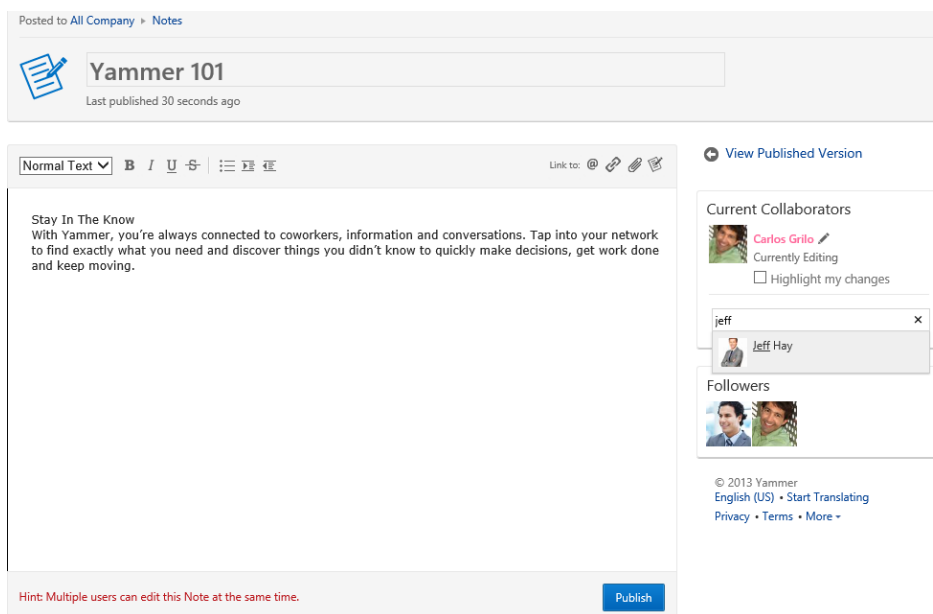 Posted to All Company ▸ Notes
Yammer 101
Last published 30 seconds ago
Normal Text B I U S Link to: @
View Published Version
Stay In The Know
With Yammer, you're always connected to coworkers, information and conversations. Tap into your network
to find exactly what you need and discover things you didn't know to quickly make decisions, get work done
and keep moving.
Current Collaborators
Carlos Grilo
Currently Editing
Highlight my changes
jeff ×
Jeff Hay
Followers
© 2013 Yammer
English (US) • Start Translating
Privacy • Terms • More
Hint: Multiple users can edit this Note at the same time.
Publish